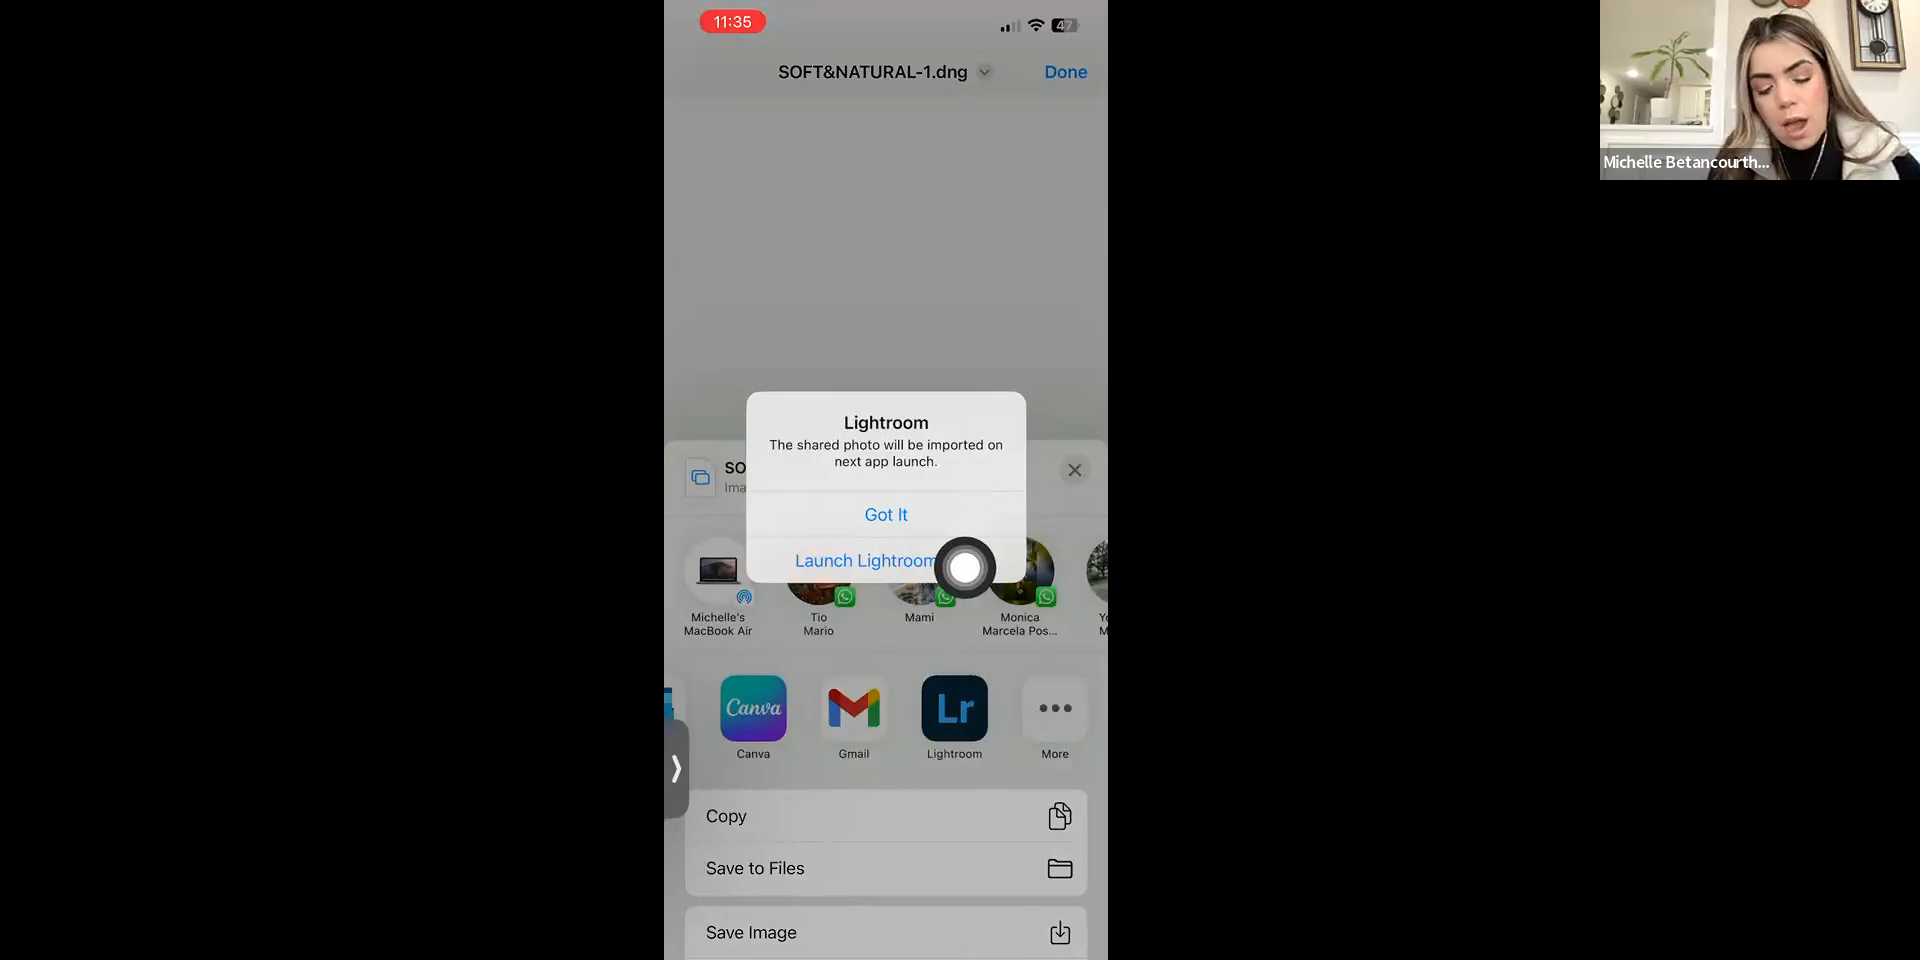 11:35
47
SOFT&NATURAL-1.dng
Done
Michelle Betancourth...
Lightroom
The shared photo will be imported on
next app launch.
SO
Ima
Got It
Launch Lightroom
Michelle's
MacBook Air
Tio
Mario
Mami
Monica
Marcela Pos...
Yo
M
Canva
Lr
Canva
Gmail
Lightroom
More
Copy
Save to Files
Save Image